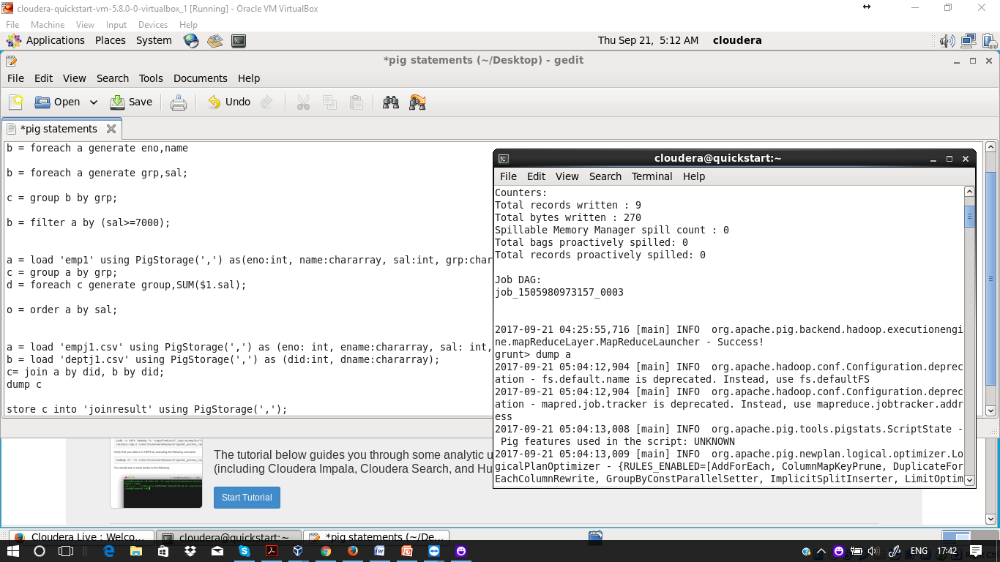 cloudera-quickstart-vm-5.8.0-0-virtualbox_1 [Running] - Oracle VM VirtualBox
File Machine View Input Devices Help
Applications Places System
Thu Sep 21, 5:12 AM cloudera
*pig statements (~/Desktop) - gedit
File Edit View Search Tools Documents Help
Open Save Undo
*pig statements
b = foreach a generate eno,name
b = foreach a generate grp,sal;
c = group b by grp;
b = filter a by (sal>=7000);
a = load 'emp1' using PigStorage(',') as(eno:int, name:chararray, sal:int, grp:char
c = group a by grp;
d = foreach c generate group,SUM($1.sal);
o = order a by sal;
a = load 'empj1.csv' using PigStorage(',') as (eno: int, ename:chararray, sal: int,
b = load 'deptj1.csv' using PigStorage(',') as (did:int, dname:chararray);
c= join a by did, b by did;
dump c
store c into 'joinresult' using PigStorage(',');
cloudera@quickstart:~
File Edit View Search Terminal Help
Counters:
Total records written : 9
Total bytes written : 270
Spillable Memory Manager spill count : 0
Total bags proactively spilled: 0
Total records proactively spilled: 0
Job DAG:
job_1505980973157_0003
2017-09-21 04:25:55,716 [main] INFO  org.apache.pig.backend.hadoop.executionengi
ne.mapReduceLayer.MapReduceLauncher - Success!
grunt> dump a
2017-09-21 05:04:12,904 [main] INFO  org.apache.hadoop.conf.Configuration.deprec
ation - fs.default.name is deprecated. Instead, use fs.defaultFS
2017-09-21 05:04:12,904 [main] INFO  org.apache.hadoop.conf.Configuration.deprec
ation - mapred.job.tracker is deprecated. Instead, use mapreduce.jobtracker.addr
ess
2017-09-21 05:04:13,008 [main] INFO  org.apache.pig.tools.pigstats.ScriptState -
Pig features used in the script: UNKNOWN
2017-09-21 05:04:13,009 [main] INFO  org.apache.pig.newplan.logical.optimizer.Lo
gicalPlanOptimizer - {RULES_ENABLED=[AddForEach, ColumnMapKeyPrune, DuplicateFor
EachColumnRewrite, GroupByConstParallelSetter, ImplicitSplitInserter, LimitOptim
The tutorial below guides you through some analytic u
(including Cloudera Impala, Cloudera Search, and Hu
Start Tutorial
Cloudera Live : Welco...
cloudera@quickstart:~
*pig statements (~/De...
ENG 17:42